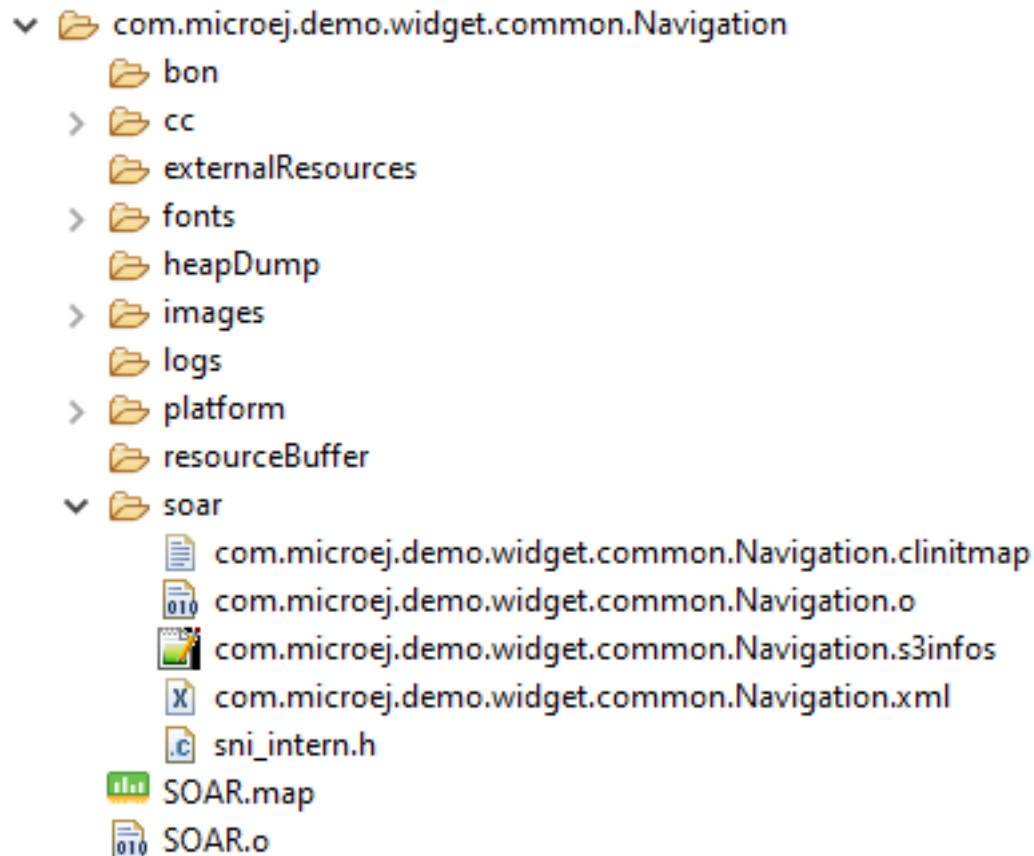 com.microej.demo.widget.common.Navigation
bon
cc
externalResources
fonts
heapDump
images
logs
platform
resourceBuffer
soar
com.microej.demo.widget.common.Navigation.clinitmap
com.microej.demo.widget.common.Navigation.o
com.microej.demo.widget.common.Navigation.s3infos
com.microej.demo.widget.common.Navigation.xml
sni_intern.h
SOAR.map
SOAR.o